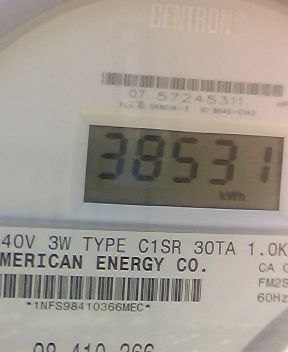 CENTRON
07 57245311
38531
kWh
40V 3W TYPE C1SR 30TA 1.0K
MERICAN ENERGY CO.
CA 0
FM2S
60Hz
*1NFS98410366MEC*